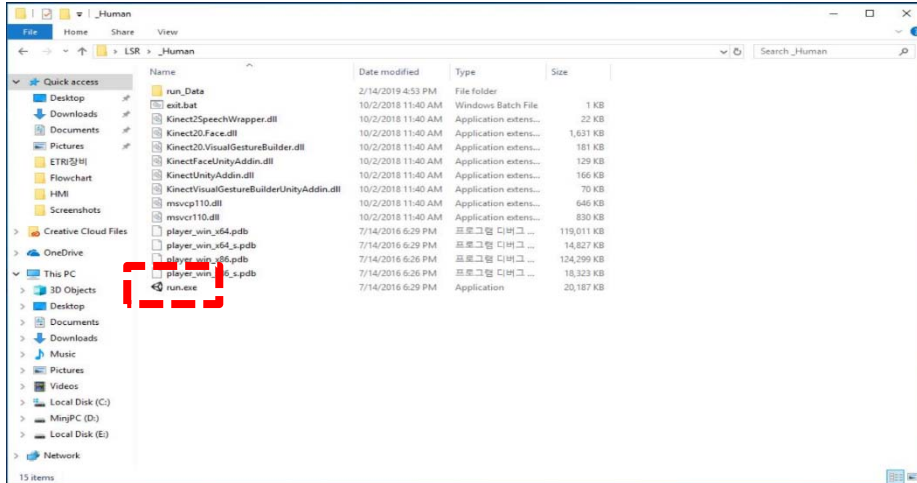 _Human
File Home Share View
LSR > _Human
Search _Human
Name Date modified Type Size
Quick access
Desktop
Downloads
Documents
Pictures
ETRI장비
Flowchart
HMI
Screenshots
Creative Cloud Files
OneDrive
This PC
3D Objects
Desktop
Documents
Downloads
Music
Pictures
Videos
Local Disk (C:)
MinjPC (D:)
Local Disk (E:)
Network
run_Data 2/14/2019 4:53 PM File folder
exit.bat 10/2/2018 11:40 AM Windows Batch File 1 KB
Kinect2SpeechWrapper.dll 10/2/2018 11:40 AM Application extens... 22 KB
Kinect20.Face.dll 10/2/2018 11:40 AM Application extens... 1,631 KB
Kinect20.VisualGestureBuilder.dll 10/2/2018 11:40 AM Application extens... 181 KB
KinectFaceUnityAddin.dll 10/2/2018 11:40 AM Application extens... 129 KB
KinectUnityAddin.dll 10/2/2018 11:40 AM Application extens... 166 KB
KinectVisualGestureBuilderUnityAddin.dll 10/2/2018 11:40 AM Application extens... 70 KB
msvcp110.dll 10/2/2018 11:40 AM Application extens... 646 KB
msvcr110.dll 10/2/2018 11:40 AM Application extens... 830 KB
player_win_x64.pdb 7/14/2016 6:29 PM 프로그램 디버그 ... 119,011 KB
player_win_x64_s.pdb 7/14/2016 6:29 PM 프로그램 디버그 ... 14,827 KB
player_win_x86.pdb 7/14/2016 6:26 PM 프로그램 디버그 ... 124,299 KB
7/14/2016 6:26 PM 프로그램 디버그 ... 18,323 KB
run.exe 7/14/2016 6:29 PM Application 20,187 KB
15 items